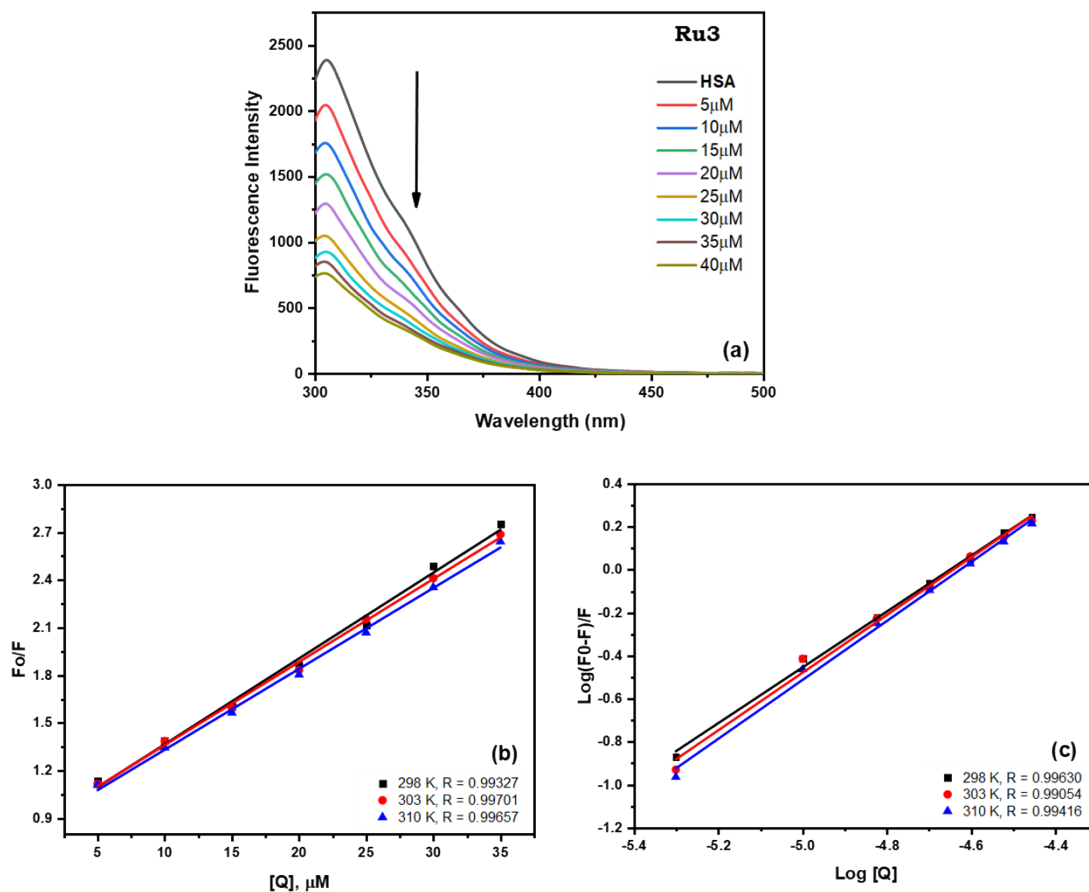 Ru3
HSA
5μM
10μM
15μM
20μM
25μM
30μM
35μM
40μM
(a)
Fluorescence Intensity
2500
2000
1500
1000
500
0
300 350 400 450 500
Wavelength (nm)
Fo/F
3.0
2.7
2.4
2.1
1.8
1.5
1.2
0.9
(b)
298 K, R = 0.99327
303 K, R = 0.99701
310 K, R = 0.99657
5 10 15 20 25 30 35
[Q], μM
Log(F0-F)/F
0.4
0.2
0.0
-0.2
-0.4
-0.6
-0.8
-1.0
-1.2
(c)
298 K, R = 0.99630
303 K, R = 0.99054
310 K, R = 0.99416
-5.4 -5.2 -5.0 -4.8 -4.6 -4.4
Log [Q]